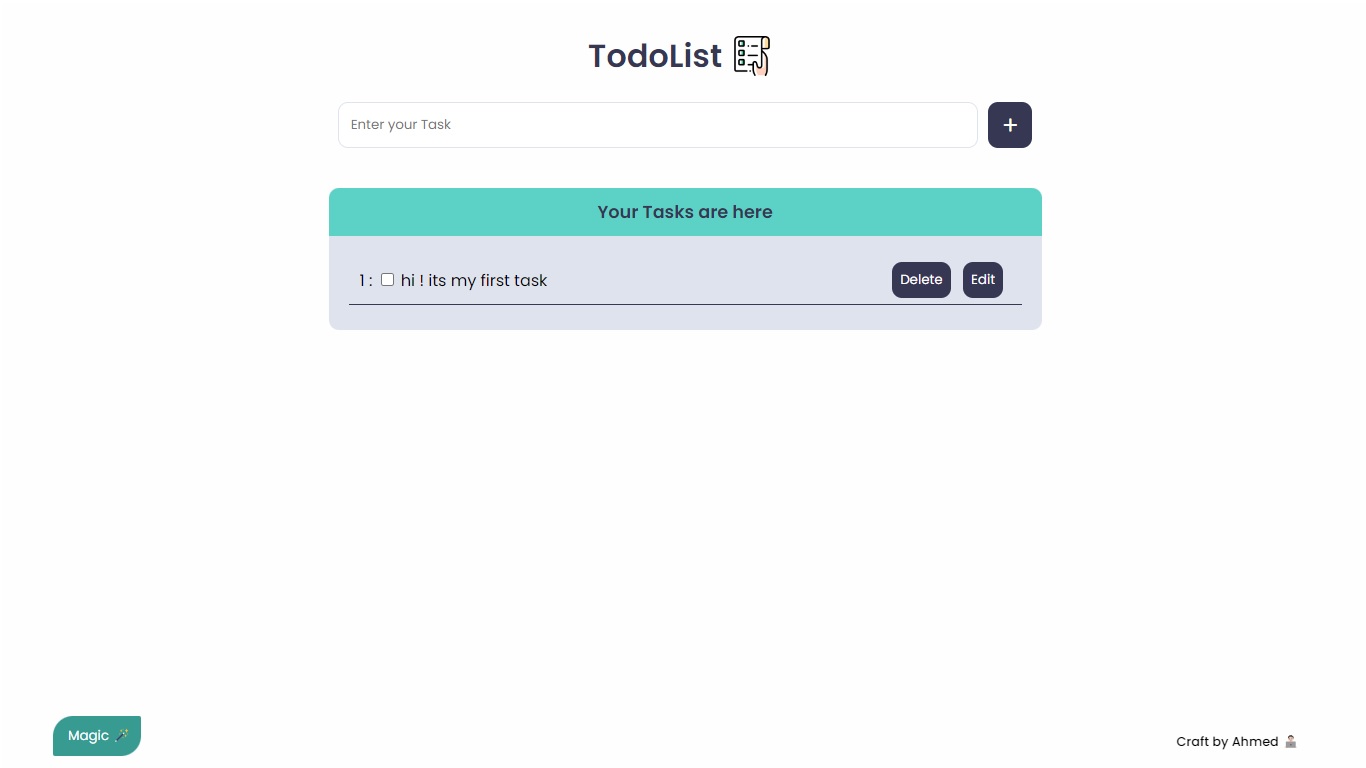 TodoList
Enter your Task
+
Your Tasks are here
1 : hi ! its my first task Delete Edit
Magic
Craft by Ahmed